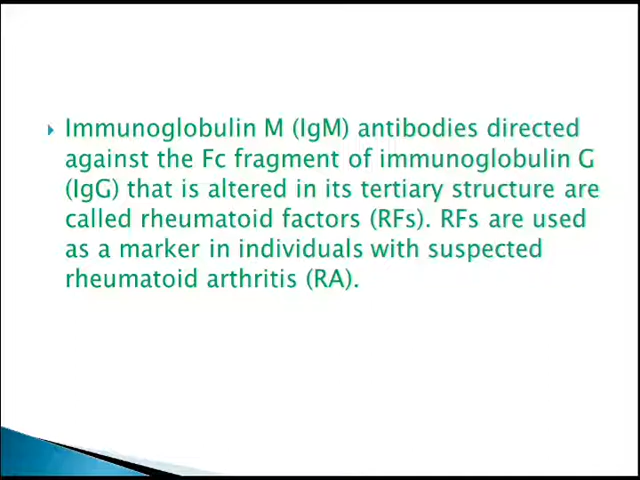 Immunoglobulin M (IgM) antibodies directed
against the Fc fragment of immunoglobulin G
(IgG) that is altered in its tertiary structure are
called rheumatoid factors (RFs). RFs are used
as a marker in individuals with suspected
rheumatoid arthritis (RA).